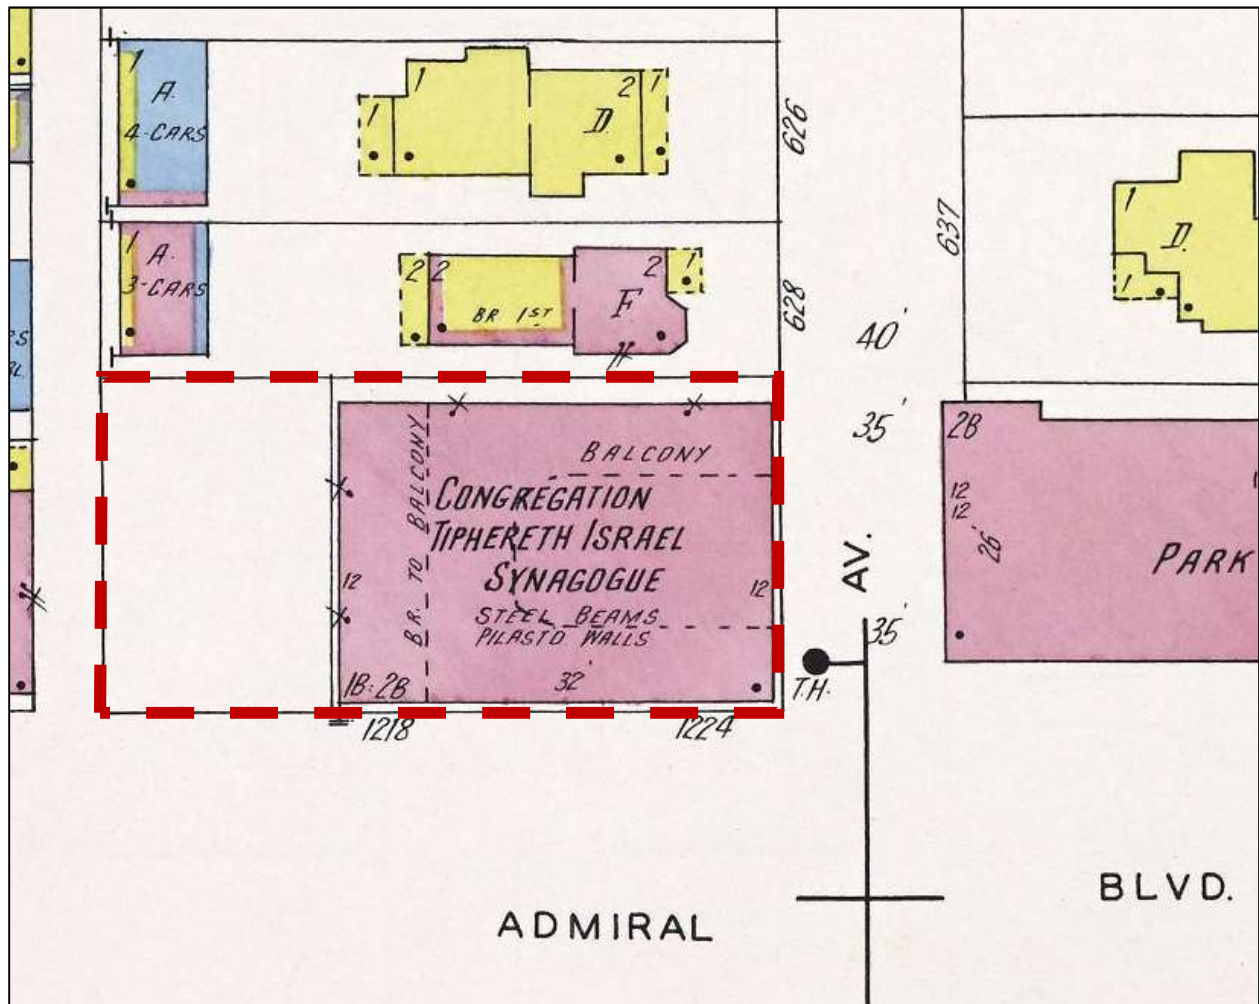 1
A.
4-CARS
1
1
2
D
1
626
1
A.
3-CARS
2
2
BR 1ST
2
F.
1
628
637
1
D.
1
40'
35'
BALCONY
BR. TO BALCONY
CONGREGATION
TIPHERETH ISRAEL
SYNAGOGUE
STEEL BEAMS
PILASTD WALLS
12
12
1B:2B
32'
1218
1224
AV.
35'
T.H.
2B
12
12
26'
PARK
ADMIRAL
BLVD.